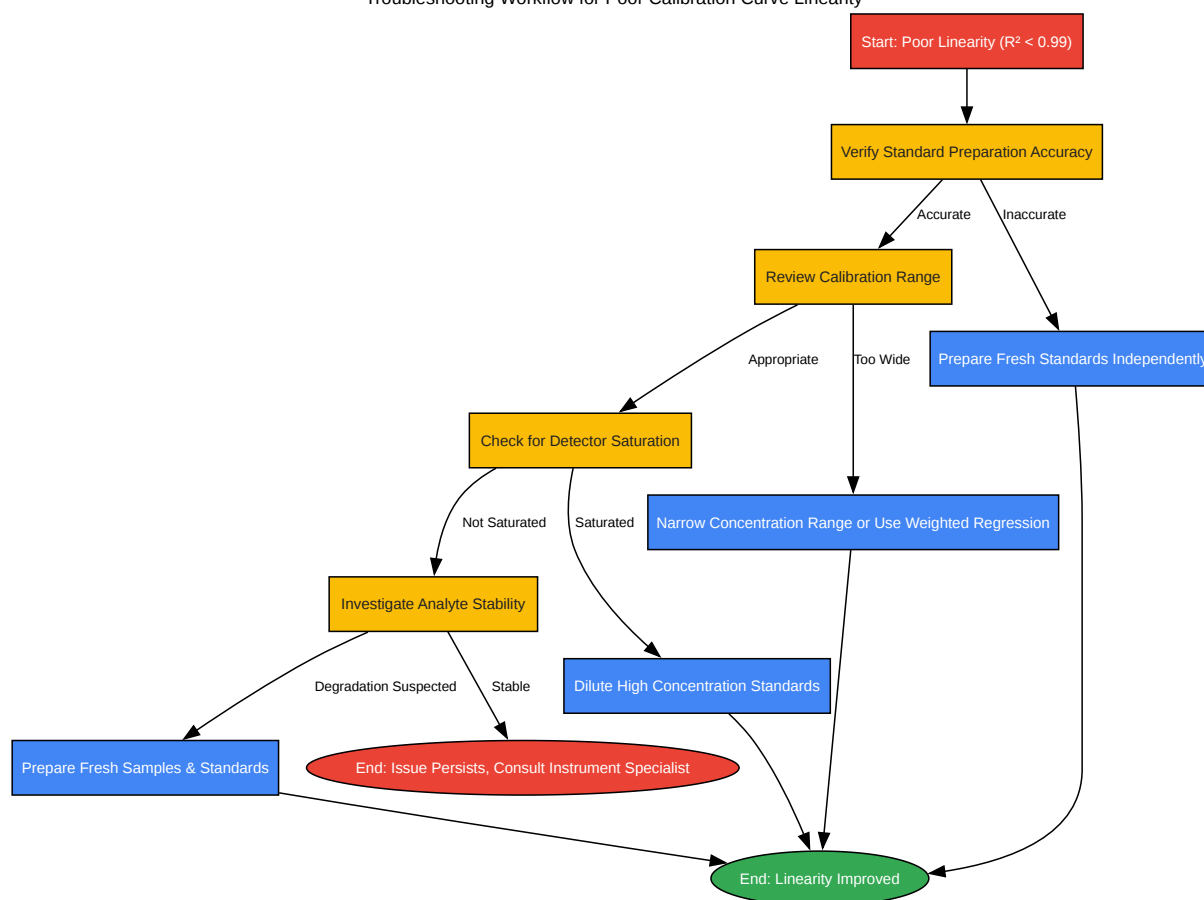 Troubleshooting Workflow for Poor Calibration Curve Linearity
Start: Poor Linearity (R² < 0.99)
Verify Standard Preparation Accuracy
Accurate
Inaccurate
Review Calibration Range
Appropriate
Too Wide
Prepare Fresh Standards Independently
Check for Detector Saturation
Not Saturated
Saturated
Narrow Concentration Range or Use Weighted Regression
Investigate Analyte Stability
Degradation Suspected
Stable
Dilute High Concentration Standards
Prepare Fresh Samples & Standards
End: Issue Persists, Consult Instrument Specialist
End: Linearity Improved